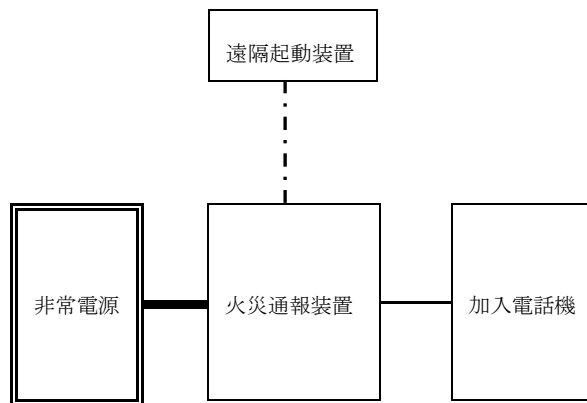 遠隔起動装置
非常電源
火災通報装置
加入電話機